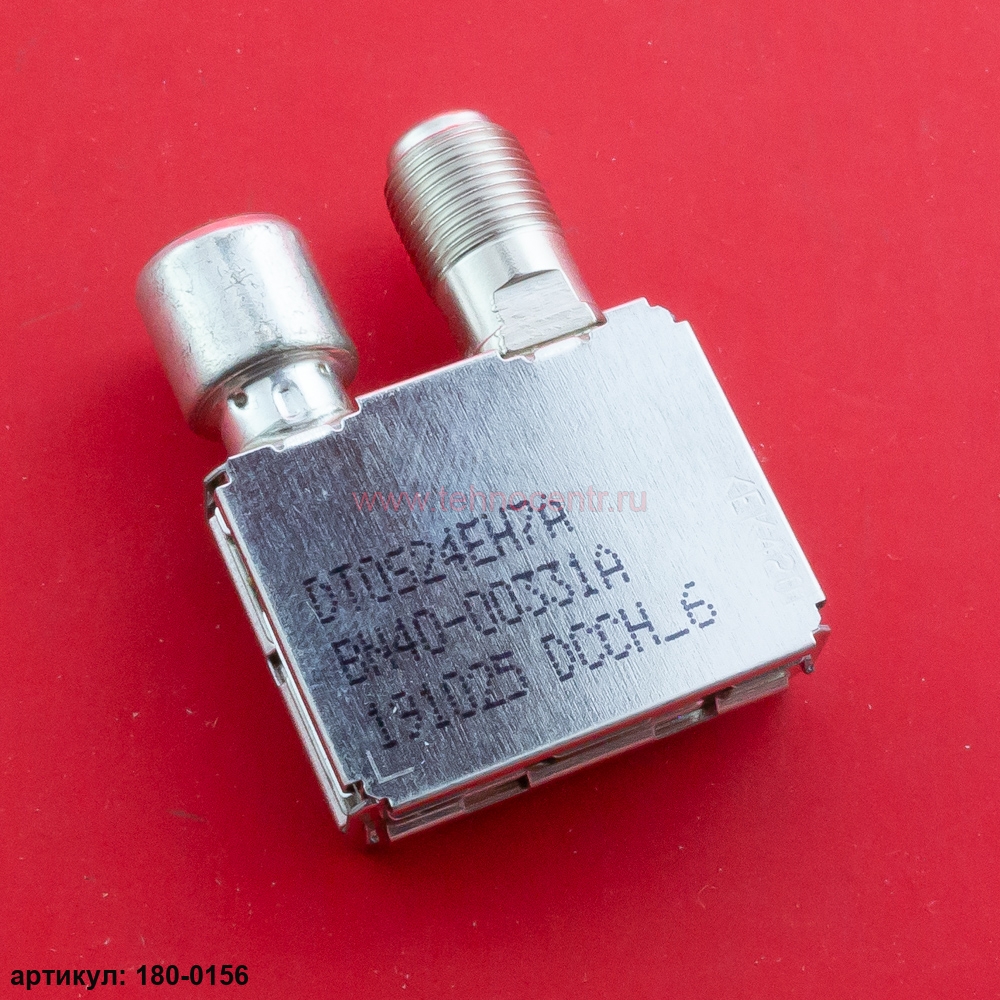 www.tehnocentr.ru
DTOS24EH7A
BN40-00331A
131025 DCCH_6
артикул: 180-0156